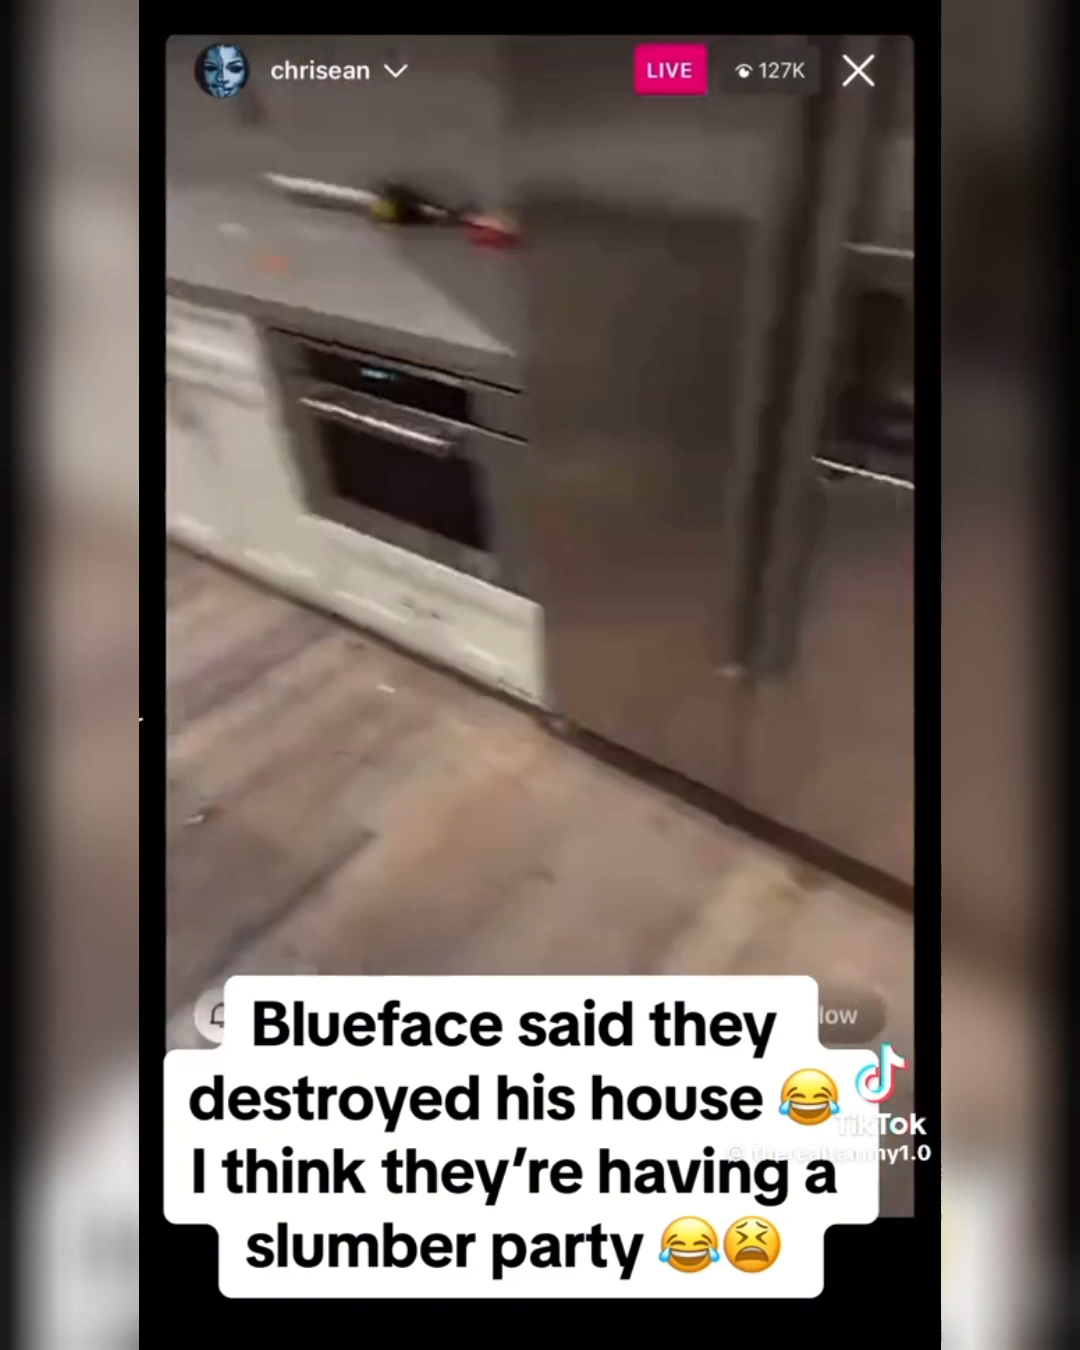 chrisean
LIVE
127K
Blueface said they
destroyed his house 😂
I think they’re having a
slumber party 😂😫
low
TikTok